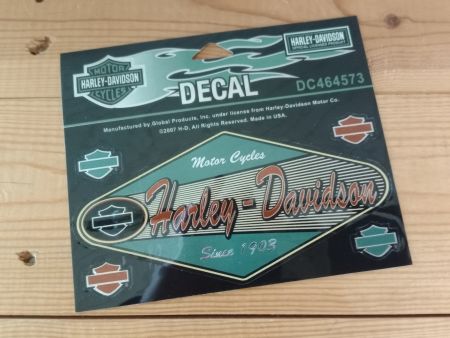 MOTOR
HARLEY-DAVIDSON
CYCLES
DECAL
HARLEY-DAVIDSON
DC464573
Manufactured by Global Products, Inc. under license from Harley-Davidson Motor Co.
©2007 H-D. All Rights Reserved. Made in USA.
Motor Cycles
Harley-Davidson
Since 1903